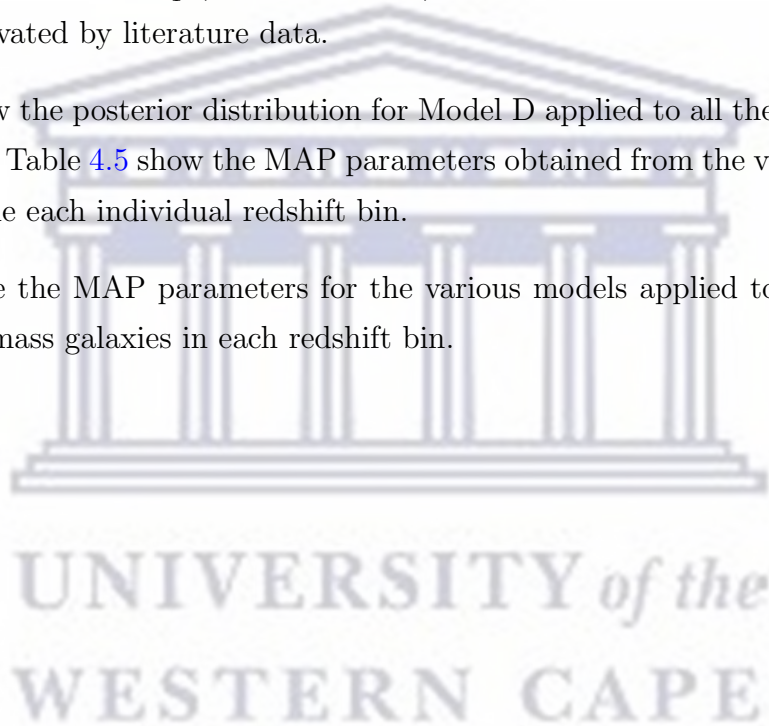 vated by literature data.
the posterior distribution for Model D applied to all the
Table 4.5 show the MAP parameters obtained from the v
e each individual redshift bin.
e the MAP parameters for the various models applied to
mass galaxies in each redshift bin.
UNIVERSITY of the
WESTERN CAPE